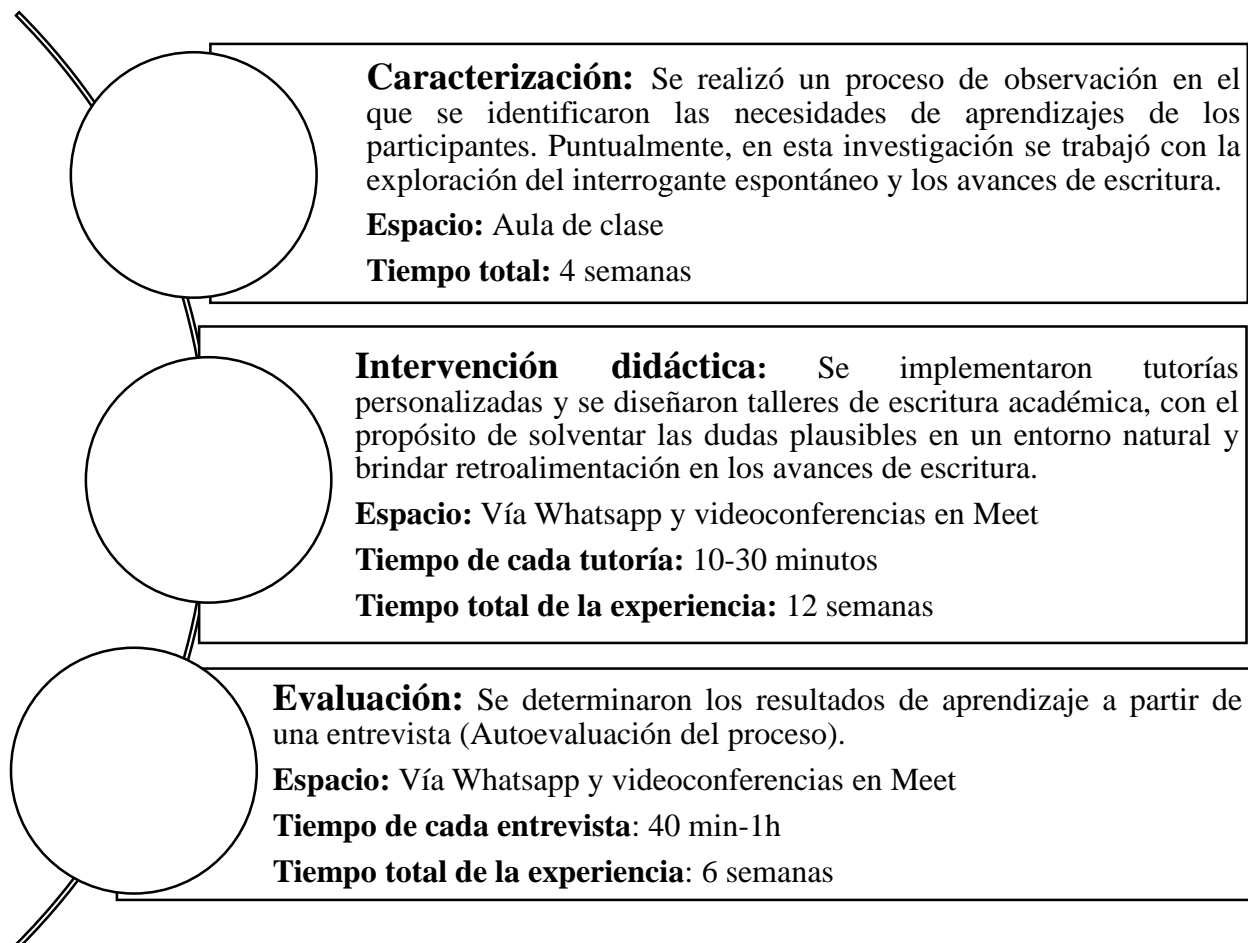 Caracterización: Se realizó un proceso de observación en el
que se identificaron las necesidades de aprendizajes de los
participantes. Puntualmente, en esta investigación se trabajó con la
exploración del interrogante espontáneo y los avances de escritura.
Espacio: Aula de clase
Tiempo total: 4 semanas
Intervención didáctica: Se implementaron tutorías
personalizadas y se diseñaron talleres de escritura académica, con el
propósito de solventar las dudas plausibles en un entorno natural y
brindar retroalimentación en los avances de escritura.
Espacio: Vía Whatsapp y videoconferencias en Meet
Tiempo de cada tutoría: 10-30 minutos
Tiempo total de la experiencia: 12 semanas
Evaluación: Se determinaron los resultados de aprendizaje a partir de
una entrevista (Autoevaluación del proceso).
Espacio: Vía Whatsapp y videoconferencias en Meet
Tiempo de cada entrevista: 40 min-1h
Tiempo total de la experiencia: 6 semanas